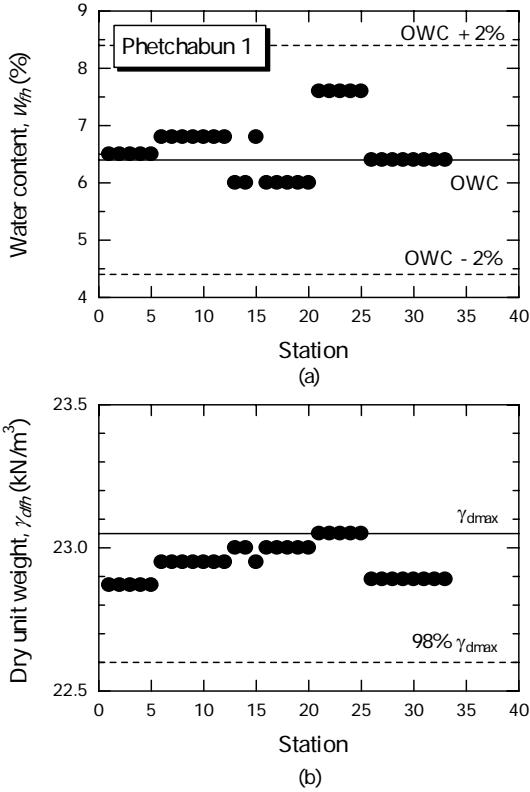 9
8
7
6
5
4
Water content, wfh (%)
Phetchabun 1
OWC + 2%
OWC
OWC - 2%
0 5 10 15 20 25 30 35 40
Station
(a)
23.5
23.0
22.5
Dry unit weight, γdfh (kN/m³)
γdmax
98% γdmax
0 5 10 15 20 25 30 35 40
Station
(b)